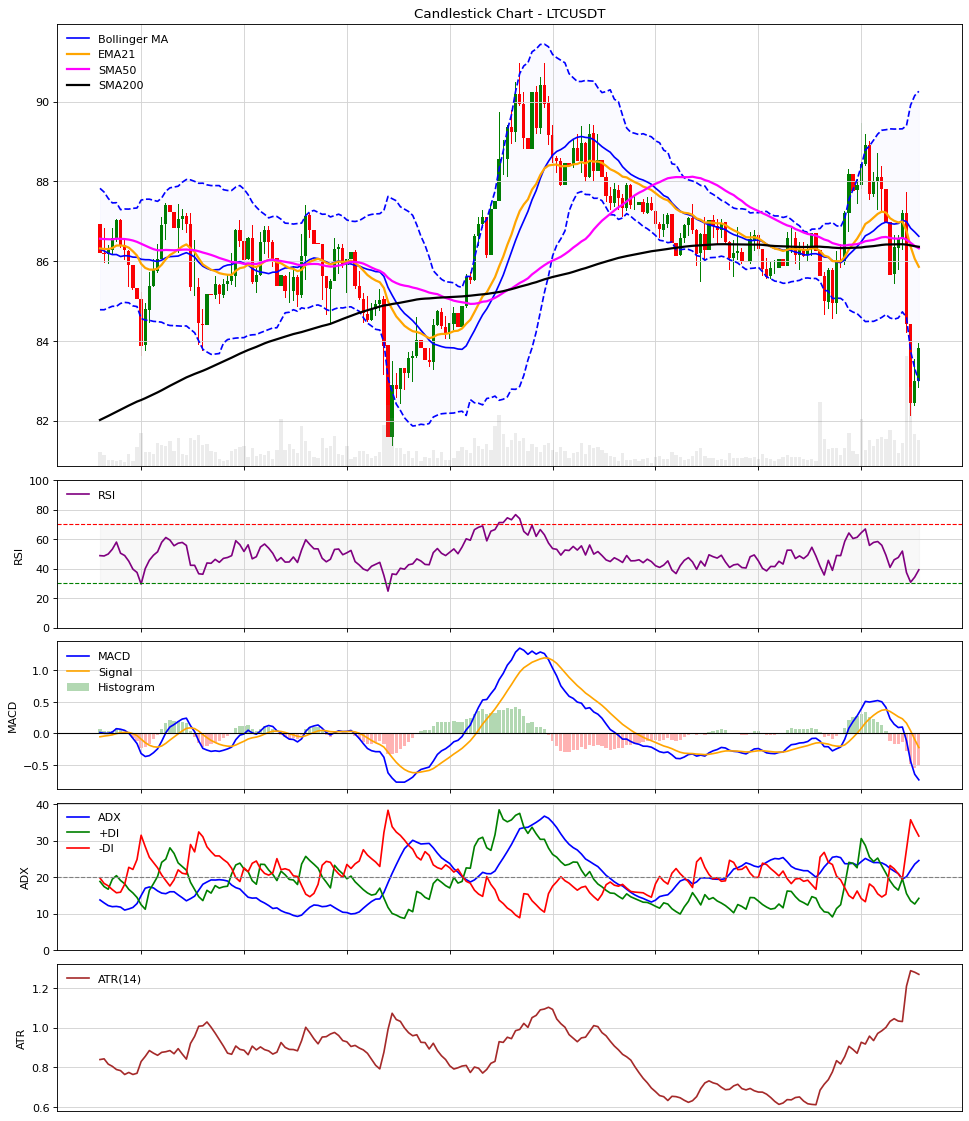 Candlestick Chart - LTCUSDT
Bollinger MA
EMA21
SMA50
SMA200
90
88
86
84
82
RSI
100
80
60
40
20
0
RSI
MACD
Signal
Histogram
1.0
0.5
0.0
−0.5
MACD
ADX
+DI
-DI
40
30
20
10
0
ADX
ATR(14)
1.2
1.0
0.8
0.6
ATR